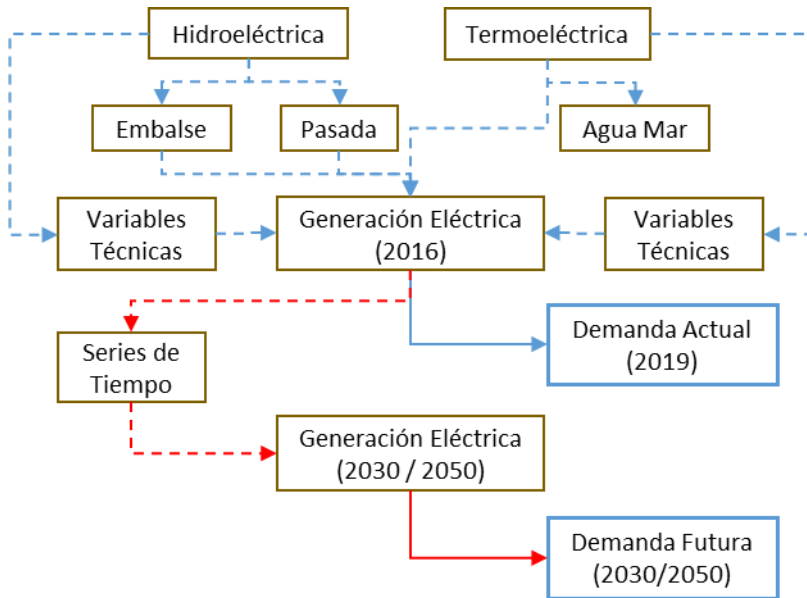 Hidroeléctrica
Termoeléctrica
Embalse
Pasada
Agua Mar
Variables
Técnicas
Generación Eléctrica
(2016)
Variables
Técnicas
Demanda Actual
(2019)
Series de
Tiempo
Generación Eléctrica
(2030 / 2050)
Demanda Futura
(2030/2050)